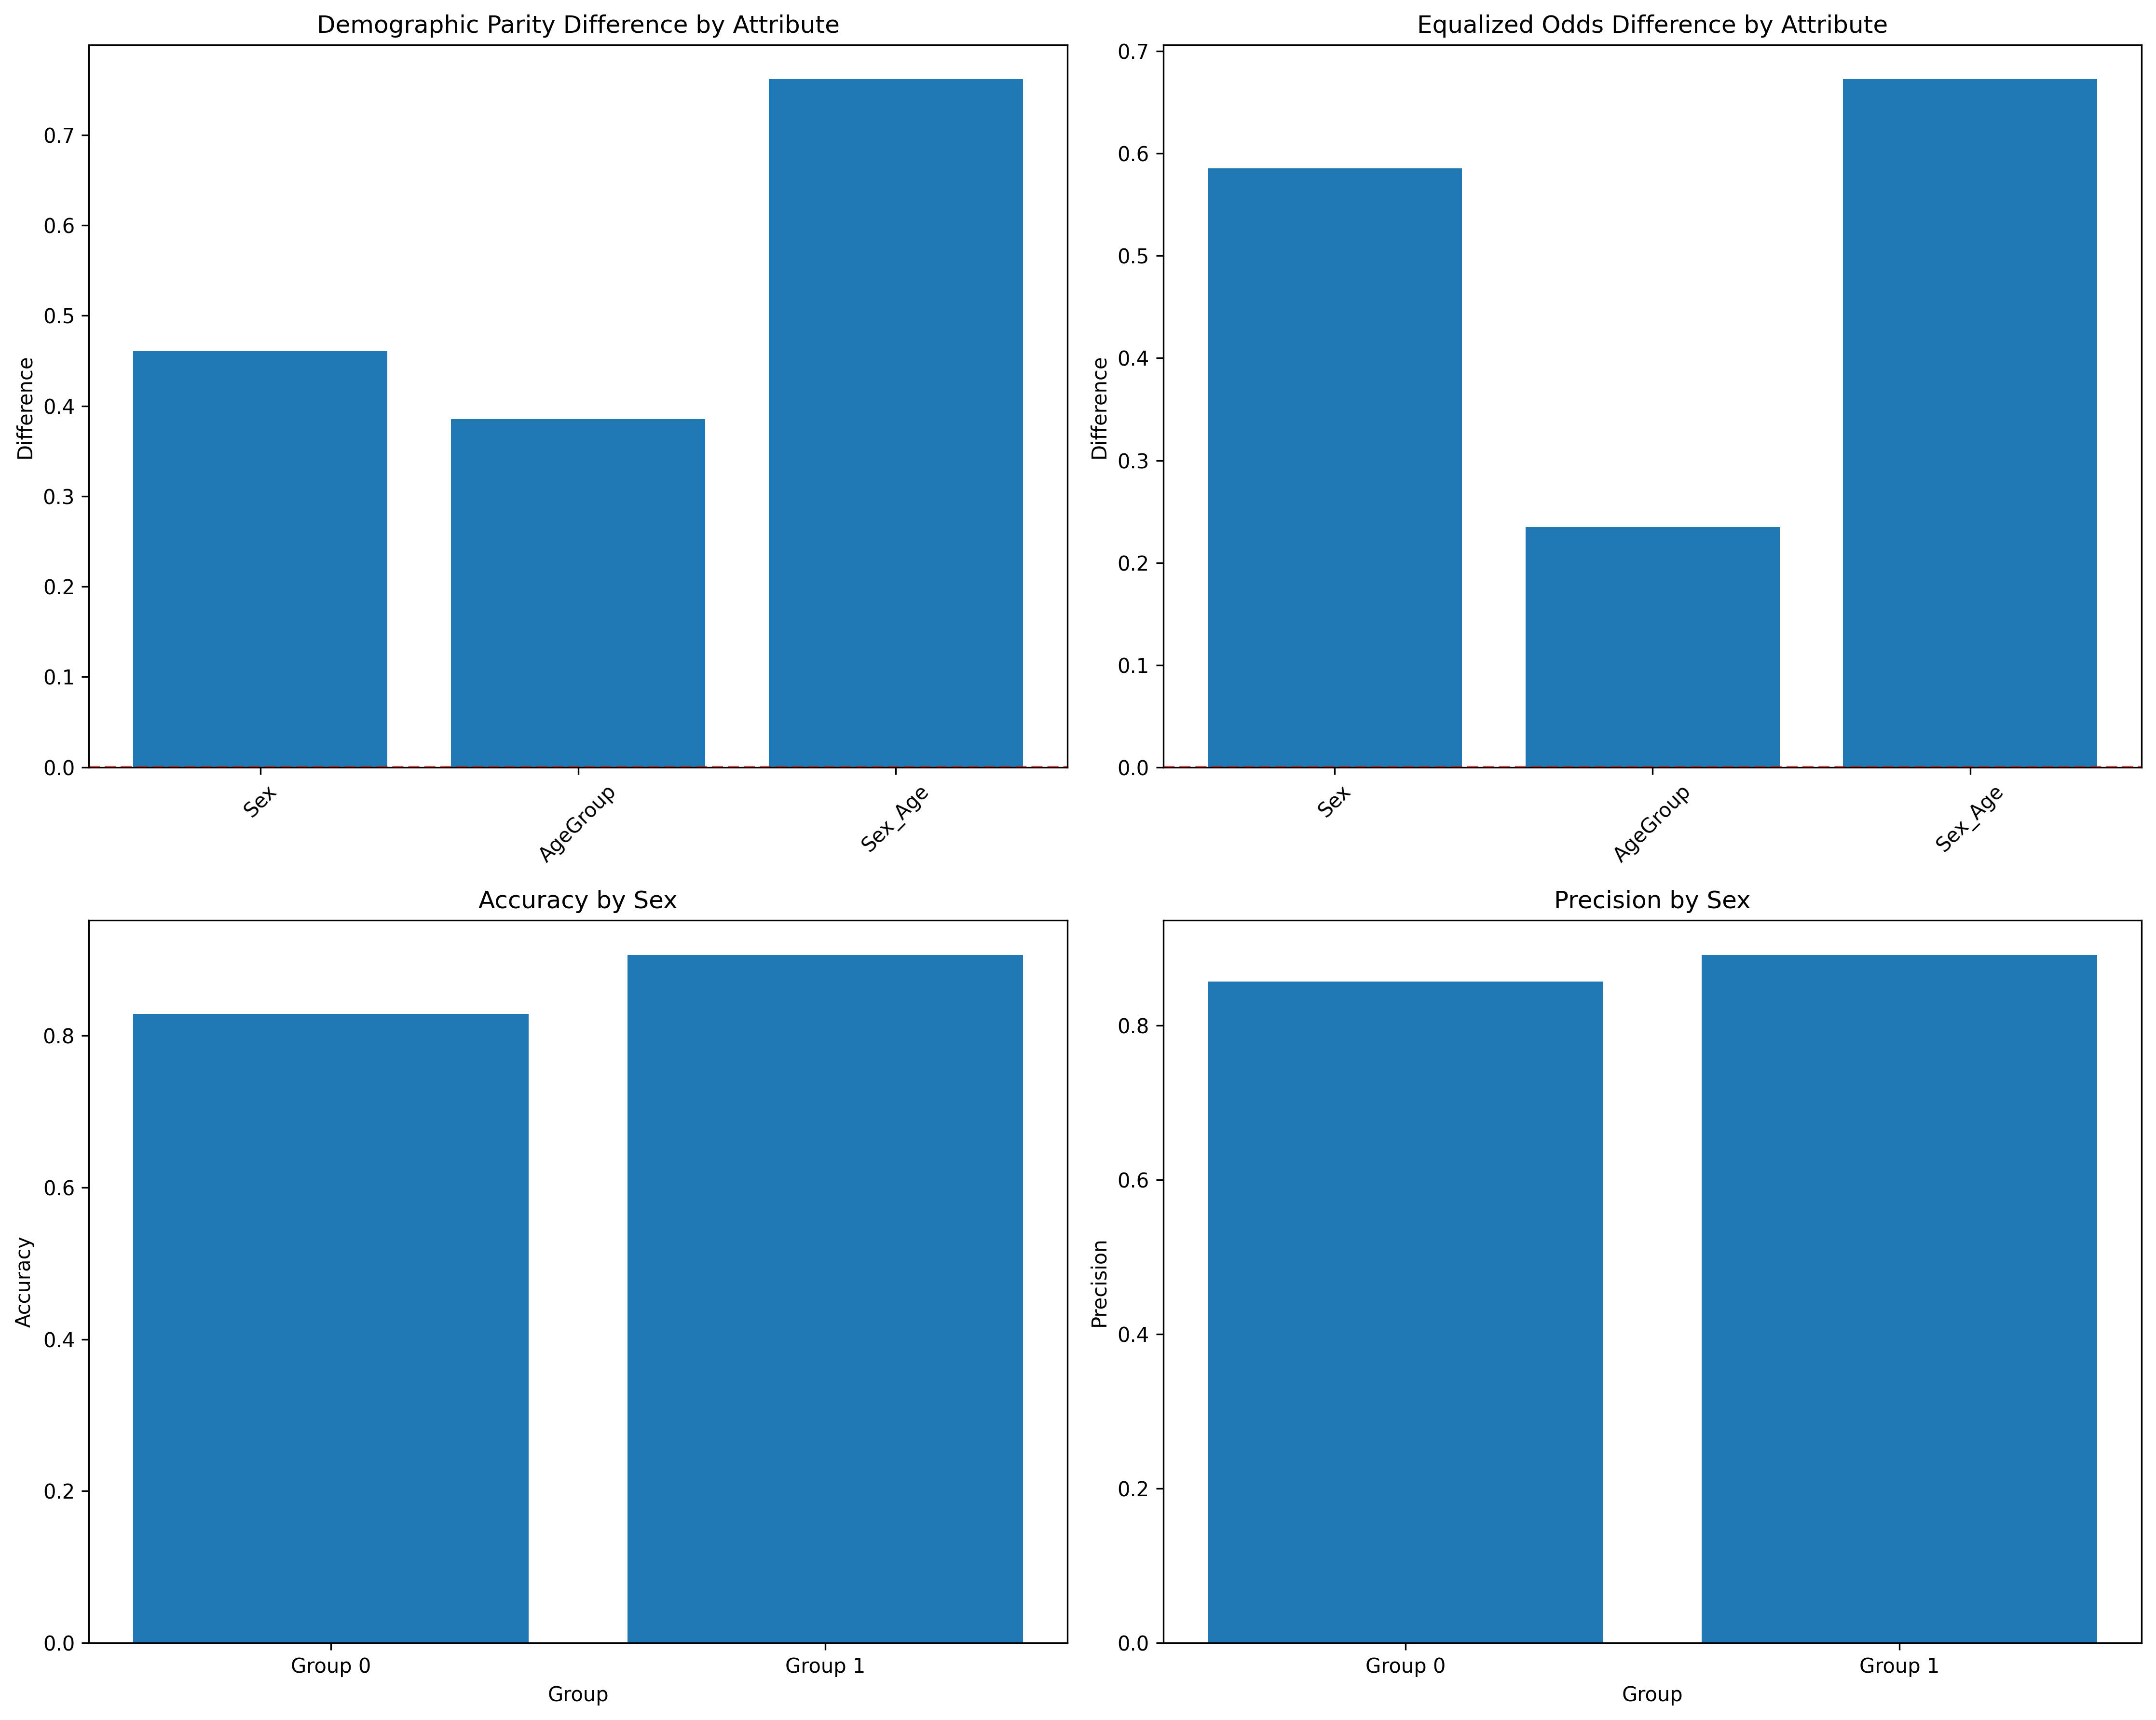 Demographic Parity Difference by Attribute
Difference
0.7
0.6
0.5
0.4
0.3
0.2
0.1
0.0
Sex
AgeGroup
Sex_Age
Equalized Odds Difference by Attribute
Difference
0.7
0.6
0.5
0.4
0.3
0.2
0.1
0.0
Sex
AgeGroup
Sex_Age
Accuracy by Sex
Accuracy
0.8
0.6
0.4
0.2
0.0
Group 0
Group 1
Group
Precision by Sex
Precision
0.8
0.6
0.4
0.2
0.0
Group 0
Group 1
Group